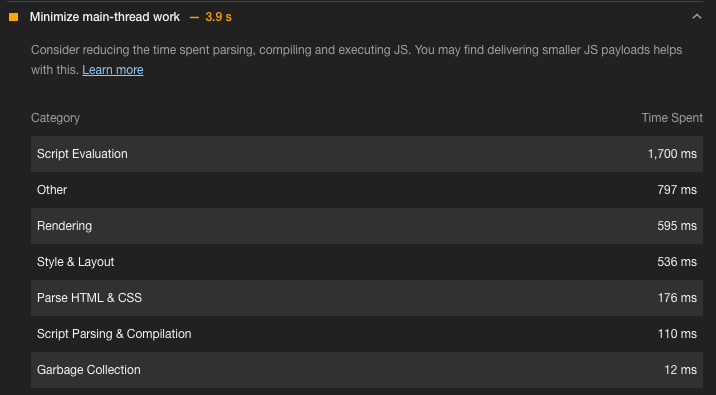 Minimize main-thread work — 3.9 s
Consider reducing the time spent parsing, compiling and executing JS. You may find delivering smaller JS payloads helps
with this. Learn more
Category Time Spent
Script Evaluation 1,700 ms
Other 797 ms
Rendering 595 ms
Style & Layout 536 ms
Parse HTML & CSS 176 ms
Script Parsing & Compilation 110 ms
Garbage Collection 12 ms